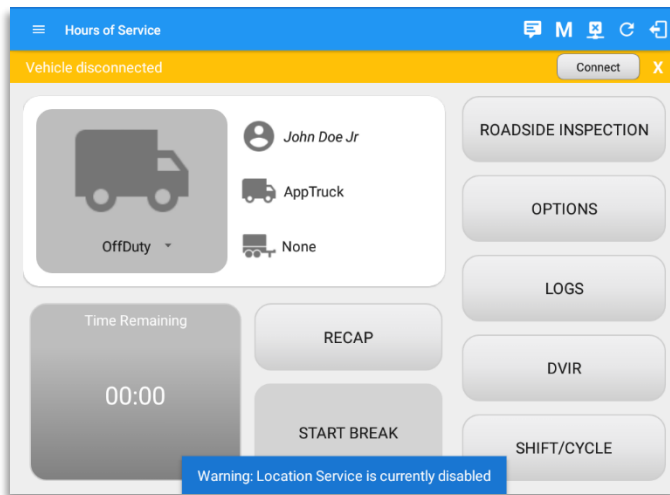 Hours of Service
M
Vehicle disconnected
Connect
X
John Doe Jr
AppTruck
OffDuty
None
ROADSIDE INSPECTION
OPTIONS
LOGS
DVIR
SHIFT/CYCLE
Time Remaining
00:00
RECAP
START BREAK
Warning: Location Service is currently disabled